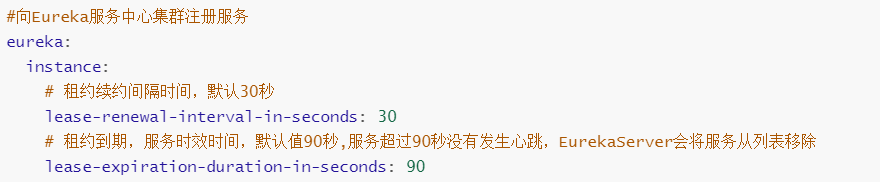 #向Eureka服务中心集群注册服务
eureka:
  instance:
    # 租约续约间隔时间，默认30秒
    lease-renewal-interval-in-seconds: 30
    # 租约到期，服务时效时间，默认值90秒,服务超过90秒没有发生心跳，EurekaServer会将服务从列表移除
    lease-expiration-duration-in-seconds: 90